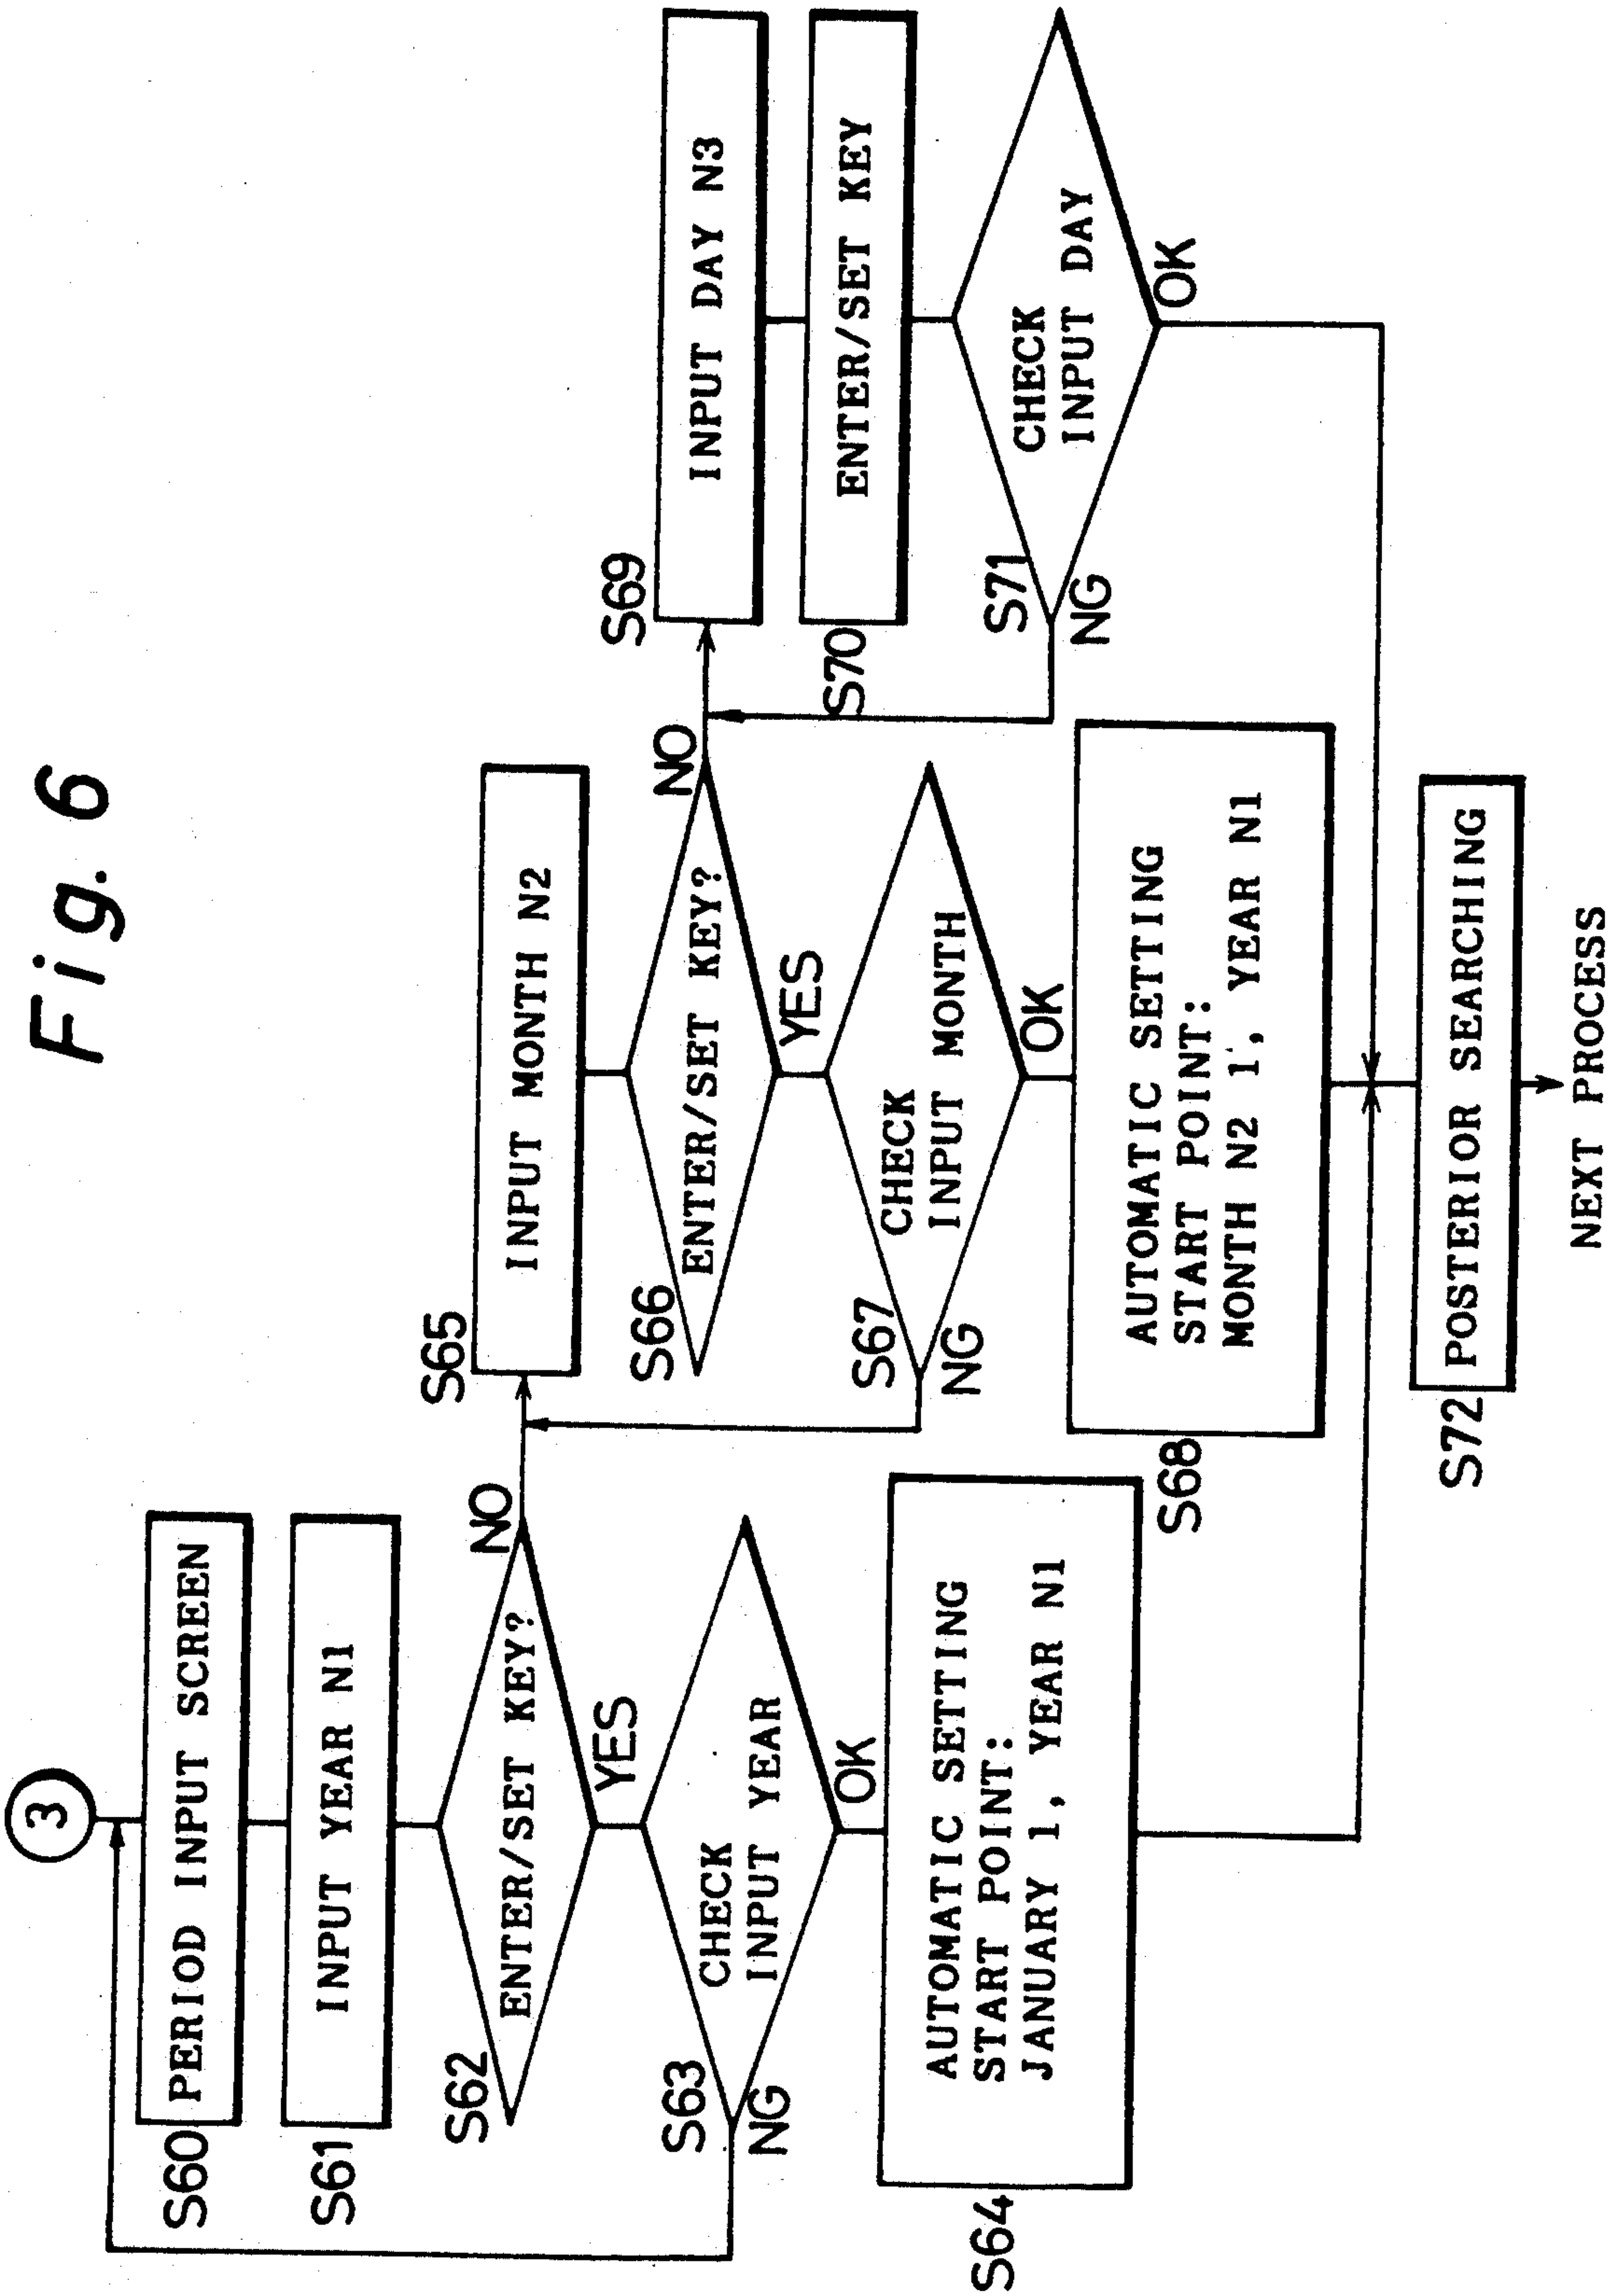 Fig. 6
3
S60
PERIOD INPUT SCREEN
S61
INPUT YEAR N1
S62
ENTER/SET KEY?
NO
YES
S63
CHECK
INPUT YEAR
NG
OK
S64
AUTOMATIC SETTING
START POINT:
JANUARY 1, YEAR N1
S65
INPUT MONTH N2
S66
ENTER/SET KEY?
NO
YES
S67
CHECK
INPUT MONTH
NG
OK
S68
AUTOMATIC SETTING
START POINT:
MONTH N2 1, YEAR N1
S69
INPUT DAY N3
S70
ENTER/SET KEY
S71
CHECK
INPUT DAY
NG
OK
S72
POSTERIOR SEARCHING
NEXT PROCESS